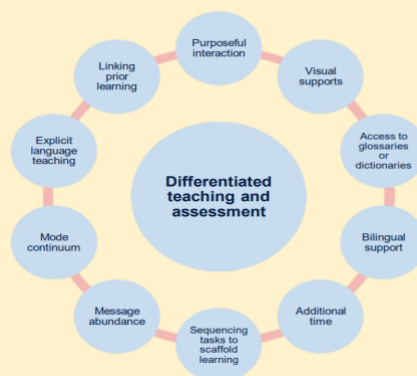 Purposeful
interaction
Visual
supports
Access to
glossaries
or
dictionaries
Bilingual
support
Additional
time
Sequencing
tasks to
scaffold
learning
Message
abundance
Mode
continuum
Explicit
language
teaching
Linking
prior
learning
Differentiated
teaching and
assessment